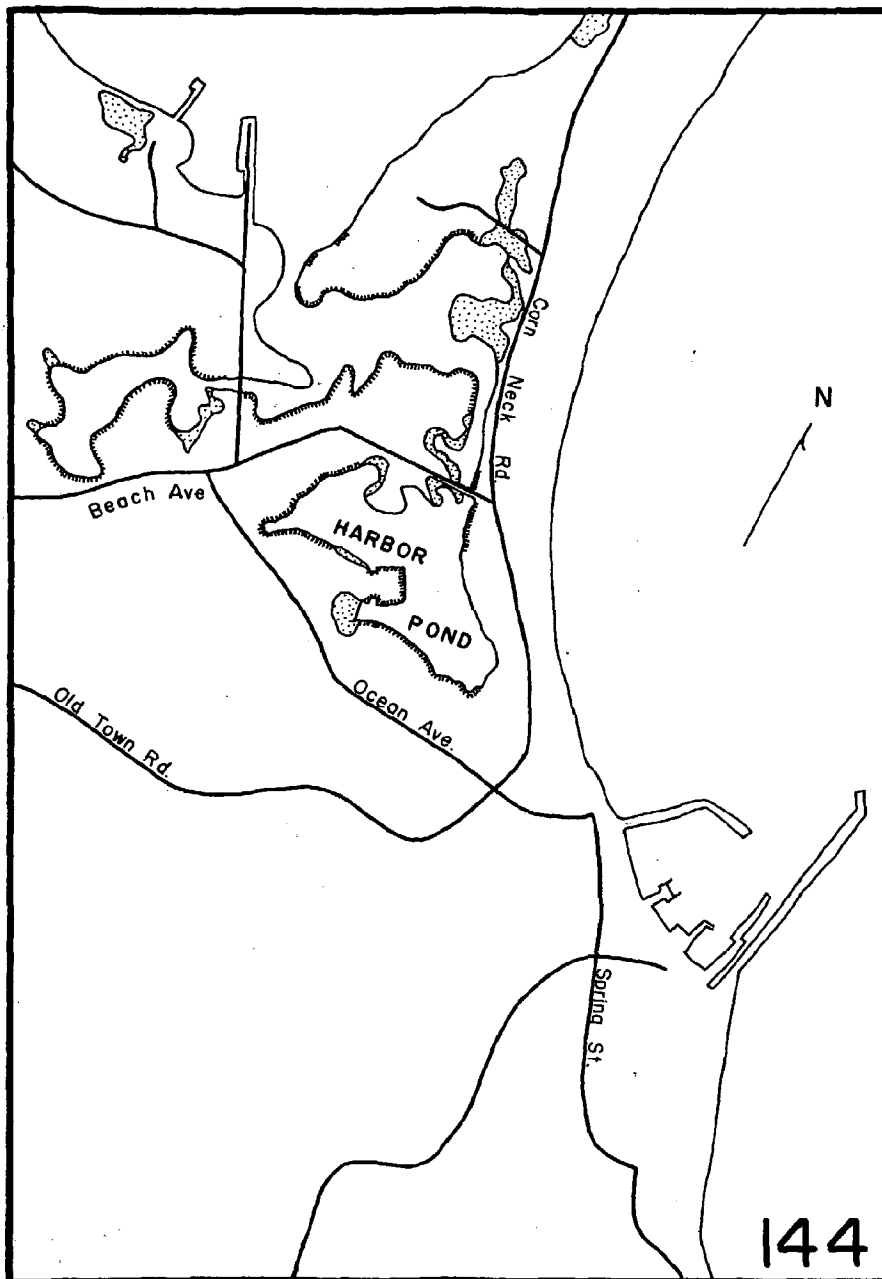 Corn Neck Rd
N
Beach Ave
HARBOR
POND
Ocean Ave.
Old Town Rd.
Spring St.
144